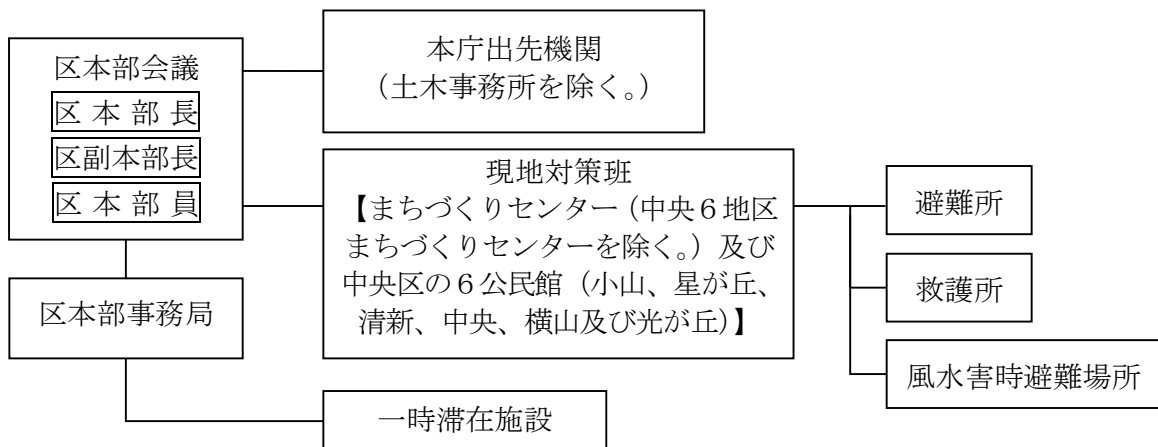 区本部会議
区本部長
区副本部長
区本部員
区本部事務局
本庁出先機関
（土木事務所を除く。）
現地対策班
【まちづくりセンター（中央６地区
まちづくりセンターを除く。）及び
中央区の６公民館（小山、星が丘、
清新、中央、横山及び光が丘）】
避難所
救護所
風水害時避難場所
一時滞在施設